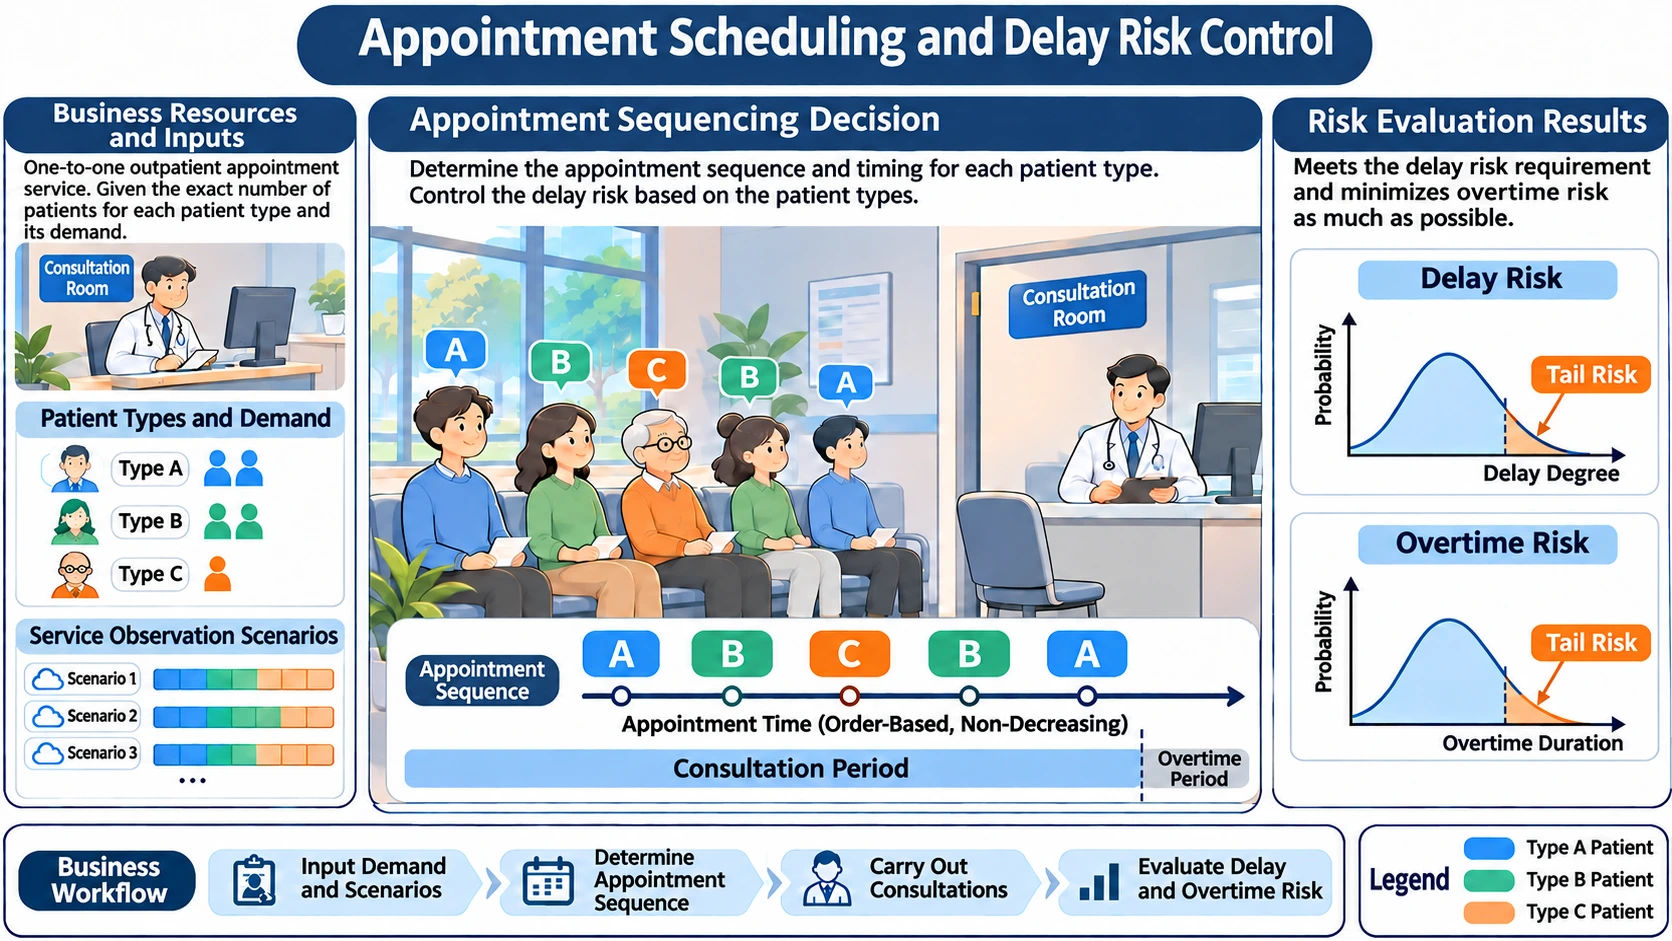 Appointment Scheduling and Delay Risk Control
Business Resources
and Inputs
One-to-one outpatient appointment
service. Given the exact number of
patients for each patient type and
its demand.
Consultation
Room
Patient Types and Demand
Type A
Type B
Type C
Service Observation Scenarios
Scenario 1
Scenario 2
Scenario 3
...
Appointment Sequencing Decision
Determine the appointment sequence and timing for each patient type.
Control the delay risk based on the patient types.
A
B
C
B
A
Consultation
Room
Appointment
Sequence
A
B
C
B
A
Appointment Time (Order-Based, Non-Decreasing)
Consultation Period
Overtime
Period
Risk Evaluation Results
Meets the delay risk requirement
and minimizes overtime risk
as much as possible.
Delay Risk
Probability
Tail Risk
Delay Degree
Overtime Risk
Probability
Tail Risk
Overtime Duration
Business
Workflow
Input Demand
and Scenarios
Determine
Appointment
Sequence
Carry Out
Consultations
Evaluate Delay
and Overtime Risk
Legend
Type A Patient
Type B Patient
Type C Patient